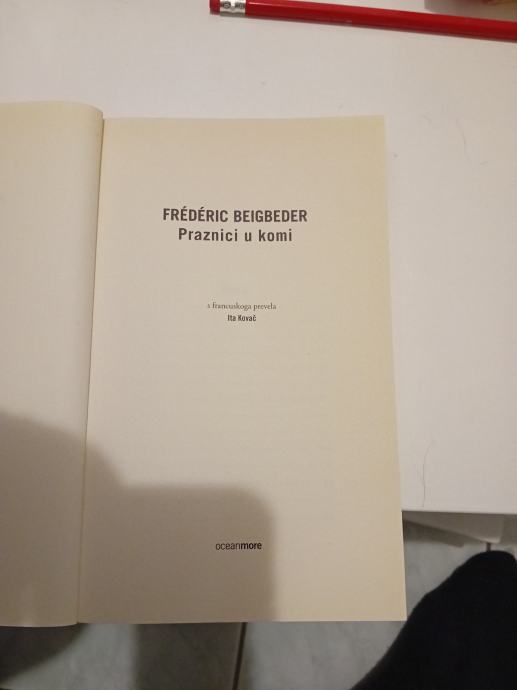 FRÉDÉRIC BEIGBEDER
Praznici u komi
s francuskoga prevela
Ita Kovač
oceanmore